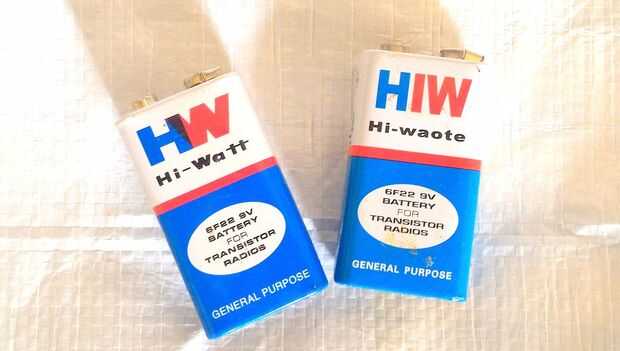 HW
Hi-Watt
6F22 9V
BATTERY
FOR
TRANSISTOR
RADIOS
GENERAL PURPOSE
HIW
Hi-waote
6F22 9V
BATTERY
FOR
TRANSISTOR
RADIOS
GENERAL PURPOSE